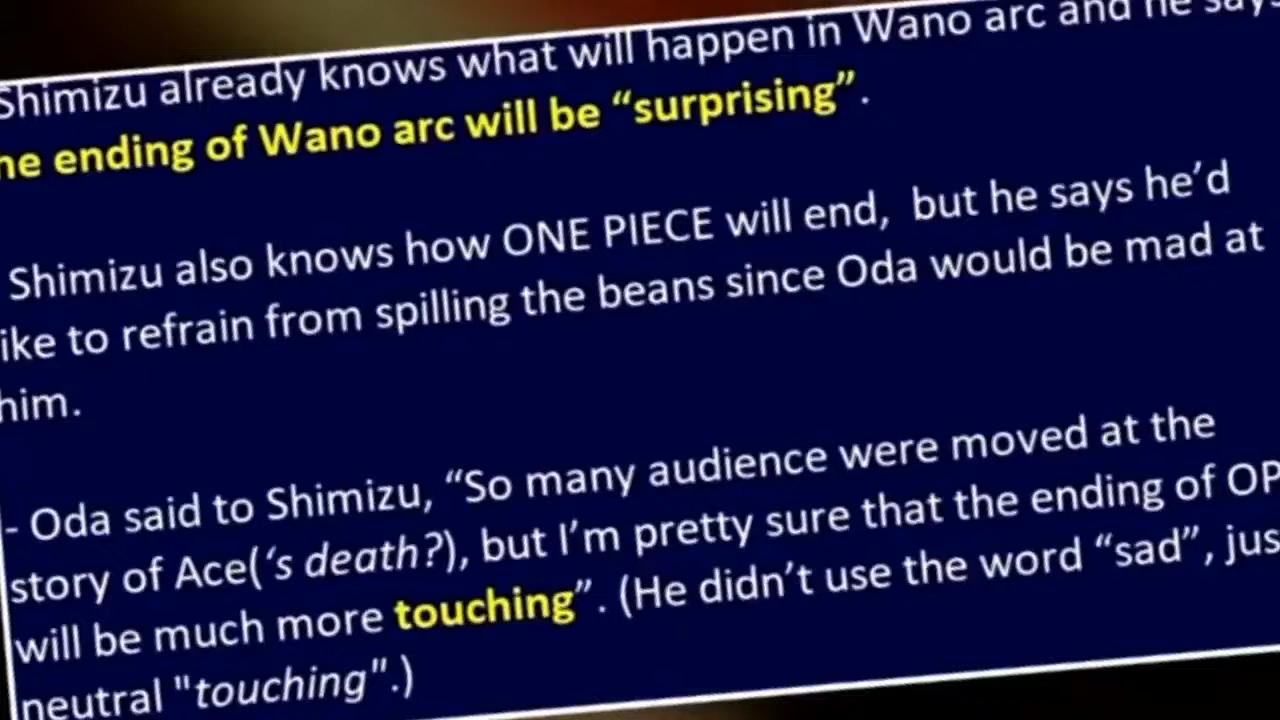 Shimizu already knows what will happen in Wano arc and he says
he ending of Wano arc will be “surprising”.
Shimizu also knows how ONE PIECE will end, but he says he’d
ike to refrain from spilling the beans since Oda would be mad at
him.
- Oda said to Shimizu, “So many audience were moved at the
story of Ace(‘s death?), but I’m pretty sure that the ending of OP
will be much more touching”. (He didn’t use the word “sad”, jus
neutral "touching".)